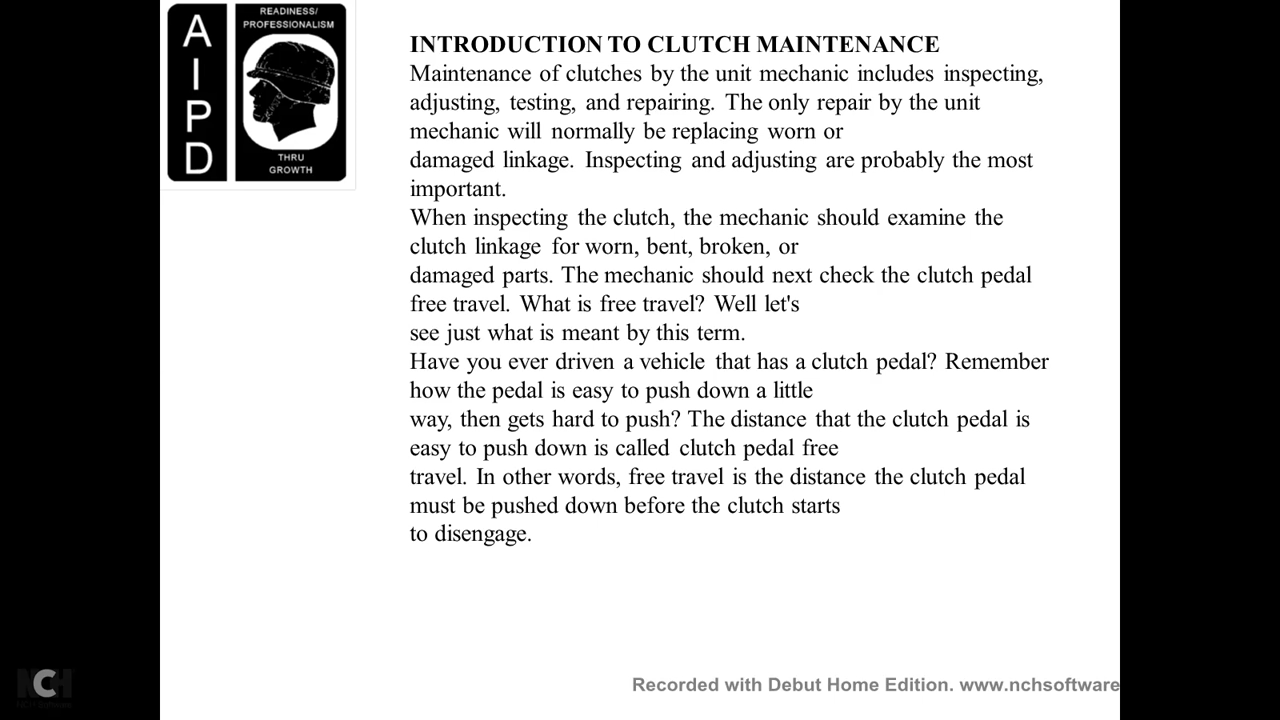 A
I
P
D
READINESS/
PROFESSIONALISM
THRU
GROWTH
INTRODUCTION TO CLUTCH MAINTENANCE
Maintenance of clutches by the unit mechanic includes inspecting,
adjusting, testing, and repairing. The only repair by the unit
mechanic will normally be replacing worn or
damaged linkage. Inspecting and adjusting are probably the most
important.
When inspecting the clutch, the mechanic should examine the
clutch linkage for worn, bent, broken, or
damaged parts. The mechanic should next check the clutch pedal
free travel. What is free travel? Well let's
see just what is meant by this term.
Have you ever driven a vehicle that has a clutch pedal? Remember
how the pedal is easy to push down a little
way, then gets hard to push? The distance that the clutch pedal is
easy to push down is called clutch pedal free
travel. In other words, free travel is the distance the clutch pedal
must be pushed down before the clutch starts
to disengage.
NCH
NCH Software
Recorded with Debut Home Edition. www.nchsoftware